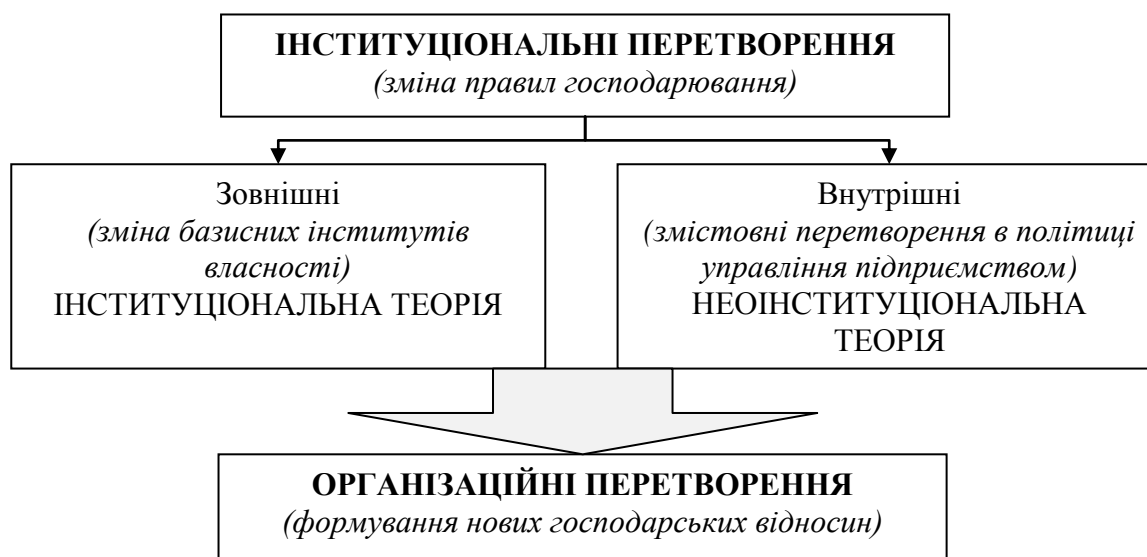 ІНСТИТУЦІОНАЛЬНІ ПЕРЕТВОРЕННЯ
(зміна правил господарювання)
Зовнішні
(зміна базисних інститутів
власності)
ІНСТИТУЦІОНАЛЬНА ТЕОРІЯ
Внутрішні
(змістовні перетворення в політиці
управління підприємством)
НЕОІНСТИТУЦІОНАЛЬНА
ТЕОРІЯ
ОРГАНІЗАЦІЙНІ ПЕРЕТВОРЕННЯ
(формування нових господарських відносин)